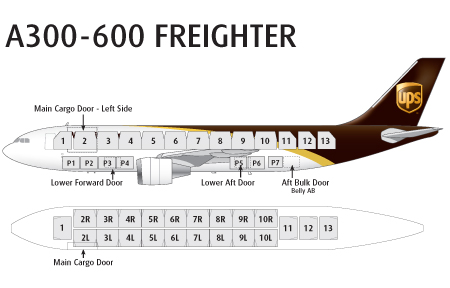 A300-600 FREIGHTER
Main Cargo Door - Left Side
ups
1 2 3 4 5 6 7 8 9 10 11 12 13
P1 P2 P3 P4 P5 P6 P7
Lower Forward Door Lower Aft Door Aft Bulk Door
Belly AB
2R 3R 4R 5R 6R 7R 8R 9R 10R
1 11 12 13
2L 3L 4L 5L 6L 7L 8L 9L 10L
Main Cargo Door